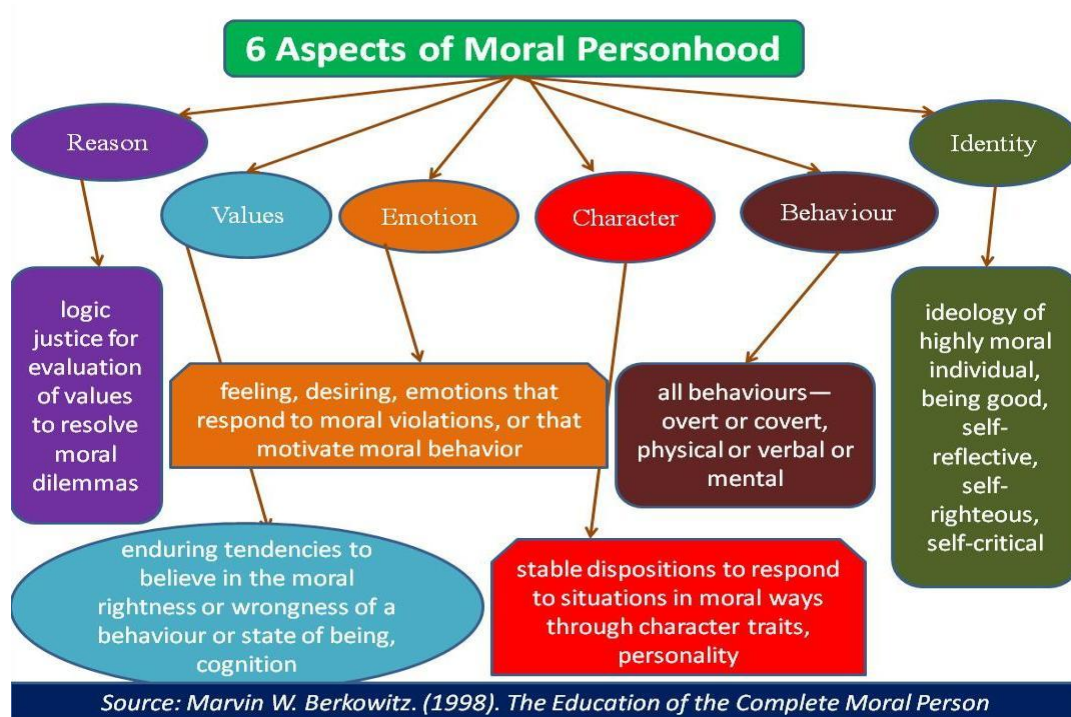 6 Aspects of Moral Personhood
Reason
Values
Emotion
Character
Behaviour
Identity
logic
justice for
evaluation
of values
to resolve
moral
dilemmas
feeling, desiring, emotions that
respond to moral violations, or that
motivate moral behavior
all behaviours—
overt or covert,
physical or verbal or
mental
ideology of
highly moral
individual,
being good,
self-
reflective,
self-
righteous,
self-critical
enduring tendencies to
believe in the moral
rightness or wrongness of a
behaviour or state of being,
cognition
stable dispositions to respond
to situations in moral ways
through character traits,
personality
Source: Marvin W. Berkowitz. (1998). The Education of the Complete Moral Person